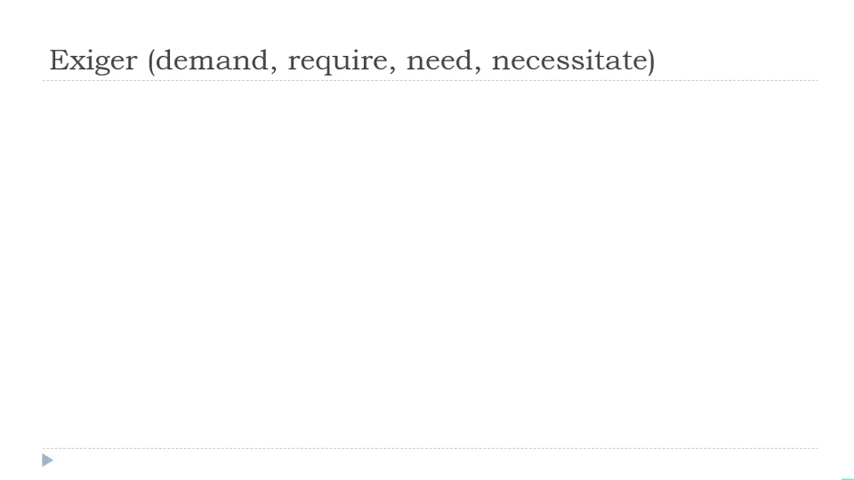 Exiger (demand, require, need, necessitate)